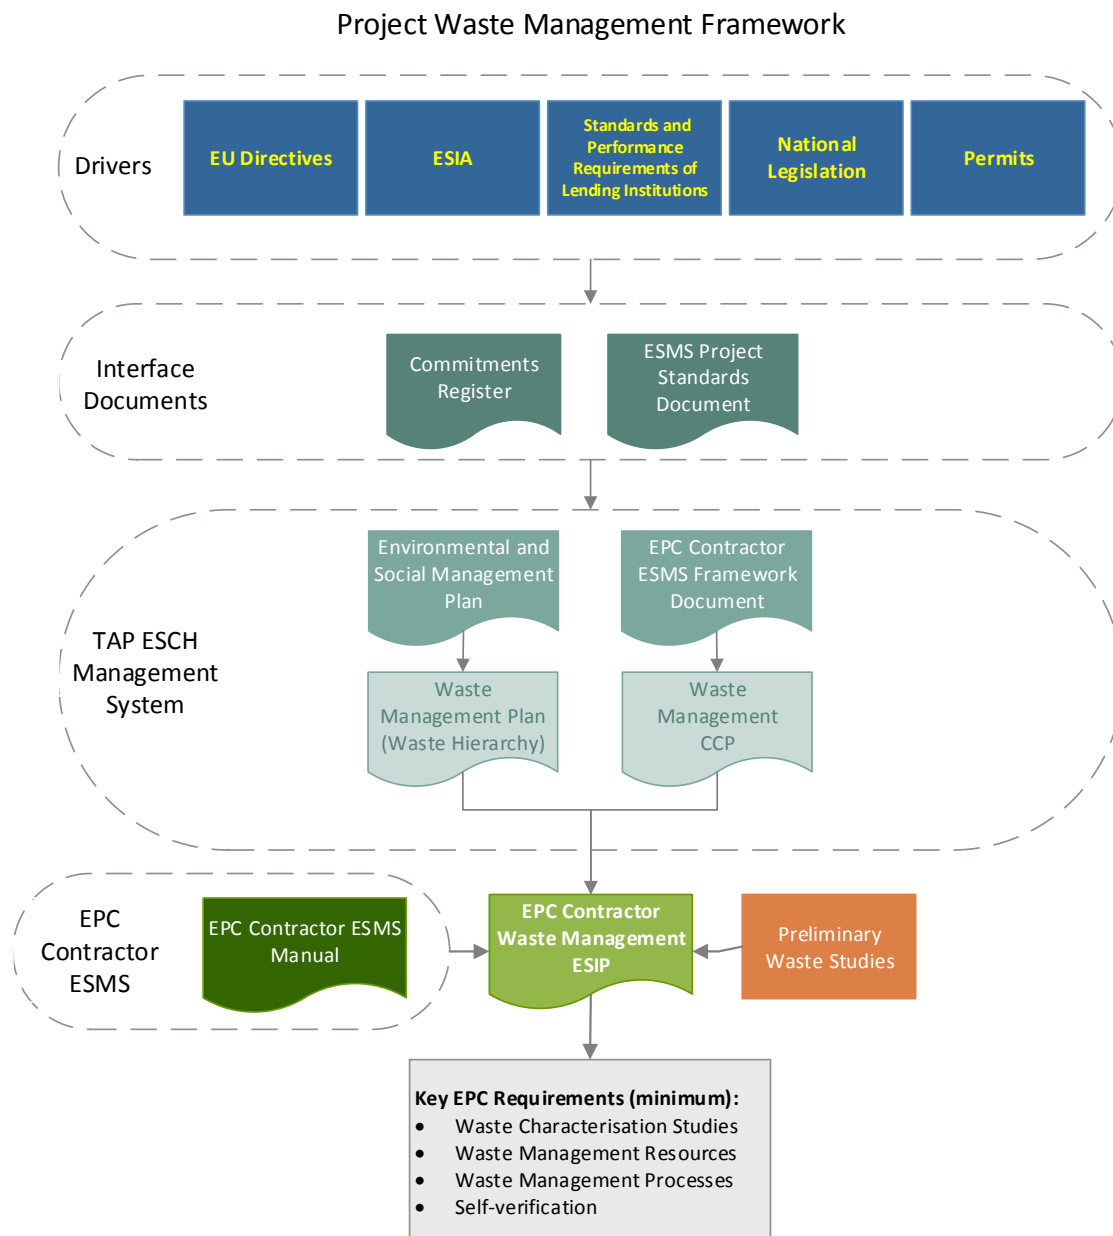 Project Waste Management Framework
Drivers
EU Directives
ESIA
Standards and
Performance
Requirements of
Lending Institutions
National
Legislation
Permits
Interface
Documents
Commitments
Register
ESMS Project
Standards
Document
TAP ESCH
Management
System
Environmental and
Social Management
Plan
EPC Contractor
ESMS Framework
Document
Waste
Management Plan
(Waste Hierarchy)
Waste
Management
CCP
EPC
Contractor
ESMS
EPC Contractor ESMS
Manual
EPC Contractor
Waste Management
ESIP
Preliminary
Waste Studies
Key EPC Requirements (minimum):
• Waste Characterisation Studies
• Waste Management Resources
• Waste Management Processes
• Self-verification